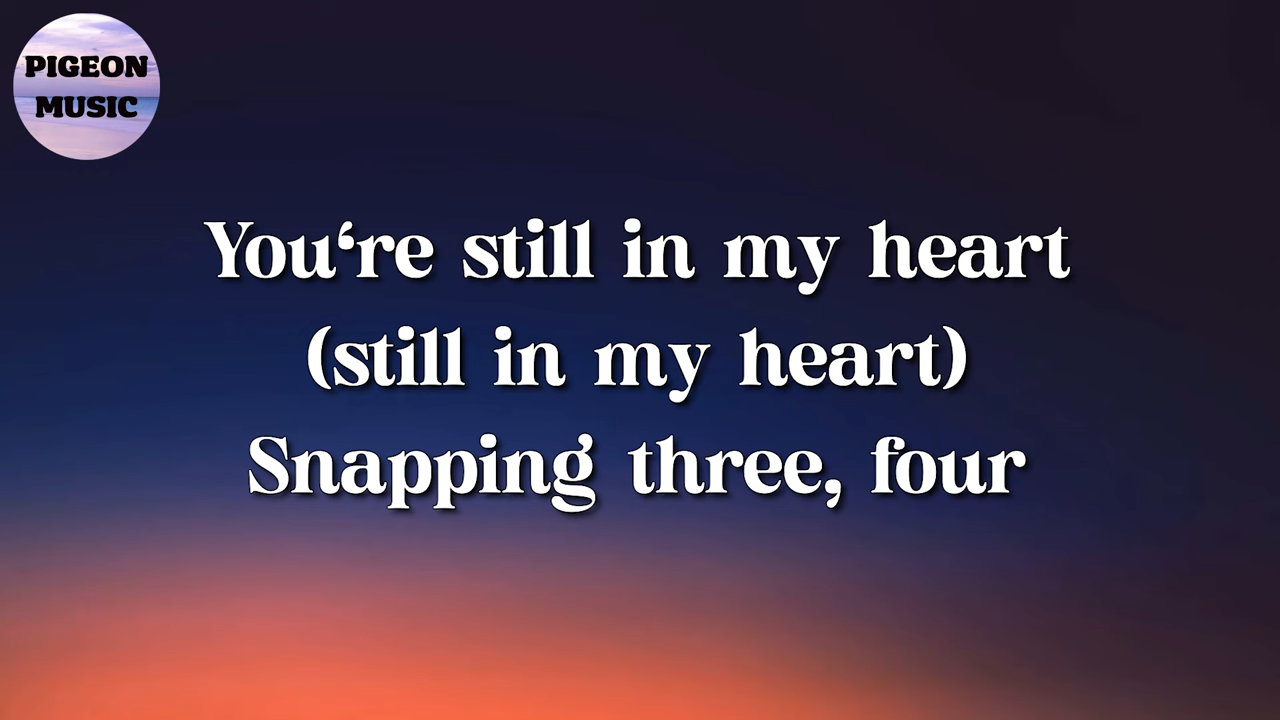 PIGEON
MUSIC
You‘re still in my heart
(still in my heart)
Snapping three, four